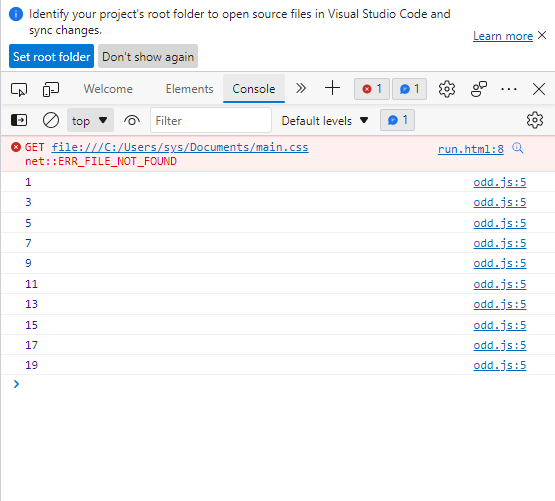 Identify your project's root folder to open source files in Visual Studio Code and
sync changes.
Learn more
Set root folder Don't show again
Welcome Elements Console 1 1
top Filter Default levels 1
GET file:///C:/Users/sys/Documents/main.css run.html:8
net::ERR_FILE_NOT_FOUND
1 odd.js:5
3 odd.js:5
5 odd.js:5
7 odd.js:5
9 odd.js:5
11 odd.js:5
13 odd.js:5
15 odd.js:5
17 odd.js:5
19 odd.js:5